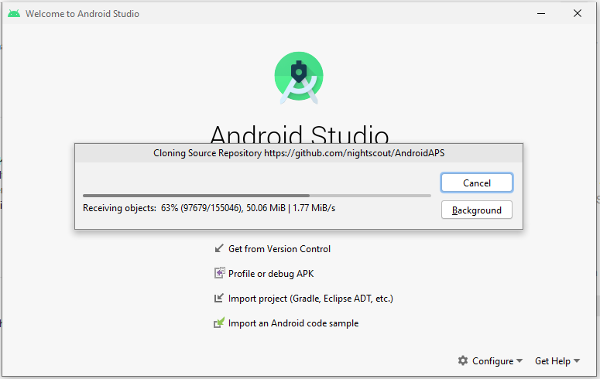 Welcome to Android Studio
Android Studio
Cloning Source Repository https://github.com/nightscout/AndroidAPS
Cancel
Receiving objects: 63% (97679/155046), 50.06 MiB | 1.77 MiB/s
Background
Get from Version Control
Profile or debug APK
Import project (Gradle, Eclipse ADT, etc.)
Import an Android code sample
Configure Get Help